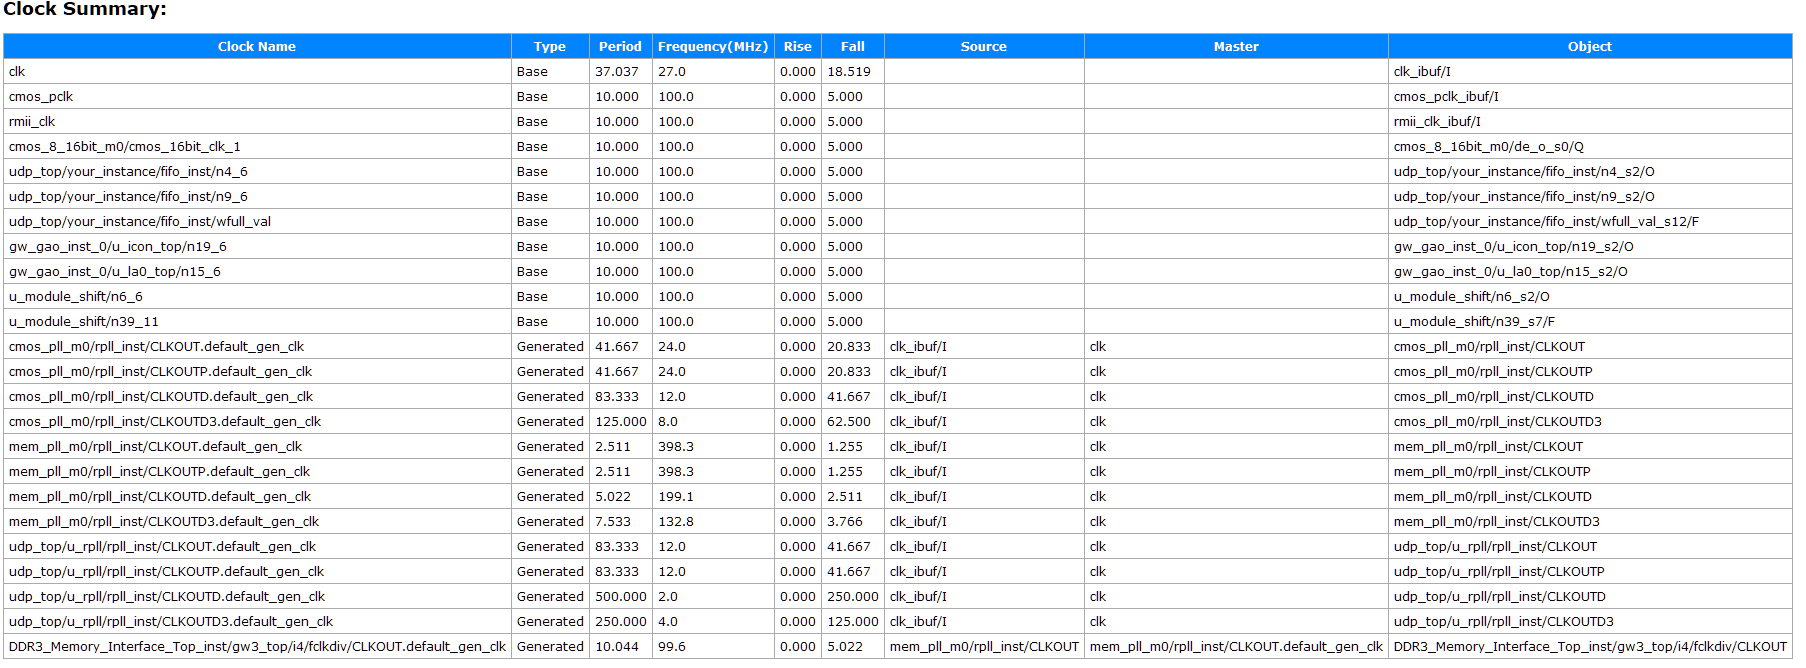 Clock Summary:
Clock Name Type Period Frequency(MHz) Rise Fall Source Master Object
clk Base 37.037 27.0 0.000 18.519 clk_ibuf/I
cmos_pclk Base 10.000 100.0 0.000 5.000 cmos_pclk_ibuf/I
rmii_clk Base 10.000 100.0 0.000 5.000 rmii_clk_ibuf/I
cmos_8_16bit_m0/cmos_16bit_clk_1 Base 10.000 100.0 0.000 5.000 cmos_8_16bit_m0/de_o_s0/Q
udp_top/your_instance/fifo_inst/n4_6 Base 10.000 100.0 0.000 5.000 udp_top/your_instance/fifo_inst/n4_s2/O
udp_top/your_instance/fifo_inst/n9_6 Base 10.000 100.0 0.000 5.000 udp_top/your_instance/fifo_inst/n9_s2/O
udp_top/your_instance/fifo_inst/wfull_val Base 10.000 100.0 0.000 5.000 udp_top/your_instance/fifo_inst/wfull_val_s12/F
gw_gao_inst_0/u_icon_top/n19_6 Base 10.000 100.0 0.000 5.000 gw_gao_inst_0/u_icon_top/n19_s2/O
gw_gao_inst_0/u_la0_top/n15_6 Base 10.000 100.0 0.000 5.000 gw_gao_inst_0/u_la0_top/n15_s2/O
u_module_shift/n6_6 Base 10.000 100.0 0.000 5.000 u_module_shift/n6_s2/O
u_module_shift/n39_11 Base 10.000 100.0 0.000 5.000 u_module_shift/n39_s7/F
cmos_pll_m0/rpll_inst/CLKOUT.default_gen_clk Generated 41.667 24.0 0.000 20.833 clk_ibuf/I clk cmos_pll_m0/rpll_inst/CLKOUT
cmos_pll_m0/rpll_inst/CLKOUTP.default_gen_clk Generated 41.667 24.0 0.000 20.833 clk_ibuf/I clk cmos_pll_m0/rpll_inst/CLKOUTP
cmos_pll_m0/rpll_inst/CLKOUTD.default_gen_clk Generated 83.333 12.0 0.000 41.667 clk_ibuf/I clk cmos_pll_m0/rpll_inst/CLKOUTD
cmos_pll_m0/rpll_inst/CLKOUTD3.default_gen_clk Generated 125.000 8.0 0.000 62.500 clk_ibuf/I clk cmos_pll_m0/rpll_inst/CLKOUTD3
mem_pll_m0/rpll_inst/CLKOUT.default_gen_clk Generated 2.511 398.3 0.000 1.255 clk_ibuf/I clk mem_pll_m0/rpll_inst/CLKOUT
mem_pll_m0/rpll_inst/CLKOUTP.default_gen_clk Generated 2.511 398.3 0.000 1.255 clk_ibuf/I clk mem_pll_m0/rpll_inst/CLKOUTP
mem_pll_m0/rpll_inst/CLKOUTD.default_gen_clk Generated 5.022 199.1 0.000 2.511 clk_ibuf/I clk mem_pll_m0/rpll_inst/CLKOUTD
mem_pll_m0/rpll_inst/CLKOUTD3.default_gen_clk Generated 7.533 132.8 0.000 3.766 clk_ibuf/I clk mem_pll_m0/rpll_inst/CLKOUTD3
udp_top/u_rpll/rpll_inst/CLKOUT.default_gen_clk Generated 83.333 12.0 0.000 41.667 clk_ibuf/I clk udp_top/u_rpll/rpll_inst/CLKOUT
udp_top/u_rpll/rpll_inst/CLKOUTP.default_gen_clk Generated 83.333 12.0 0.000 41.667 clk_ibuf/I clk udp_top/u_rpll/rpll_inst/CLKOUTP
udp_top/u_rpll/rpll_inst/CLKOUTD.default_gen_clk Generated 500.000 2.0 0.000 250.000 clk_ibuf/I clk udp_top/u_rpll/rpll_inst/CLKOUTD
udp_top/u_rpll/rpll_inst/CLKOUTD3.default_gen_clk Generated 250.000 4.0 0.000 125.000 clk_ibuf/I clk udp_top/u_rpll/rpll_inst/CLKOUTD3
DDR3_Memory_Interface_Top_inst/gw3_top/i4/fclkdiv/CLKOUT.default_gen_clk Generated 10.044 99.6 0.000 5.022 mem_pll_m0/rpll_inst/CLKOUT mem_pll_m0/rpll_inst/CLKOUT.default_gen_clk DDR3_Memory_Interface_Top_inst/gw3_top/i4/fclkdiv/CLKOUT